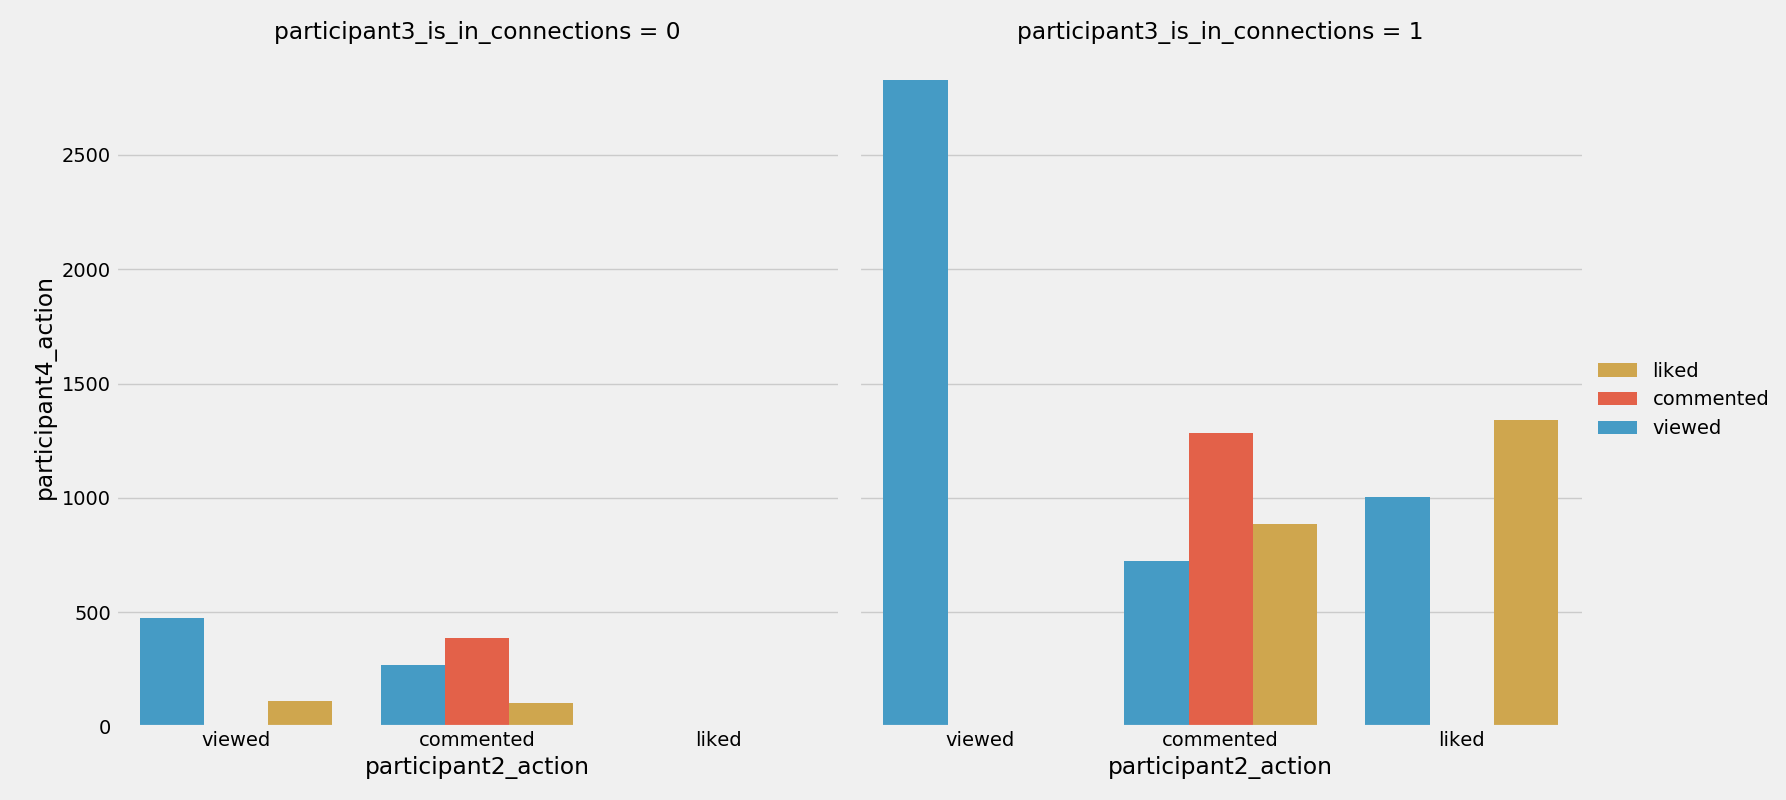 participant3_is_in_connections = 0
participant3_is_in_connections = 1
participant4_action
2500
2000
1500
1000
500
0
viewed
commented
liked
viewed
commented
liked
participant2_action
participant2_action
liked
commented
viewed